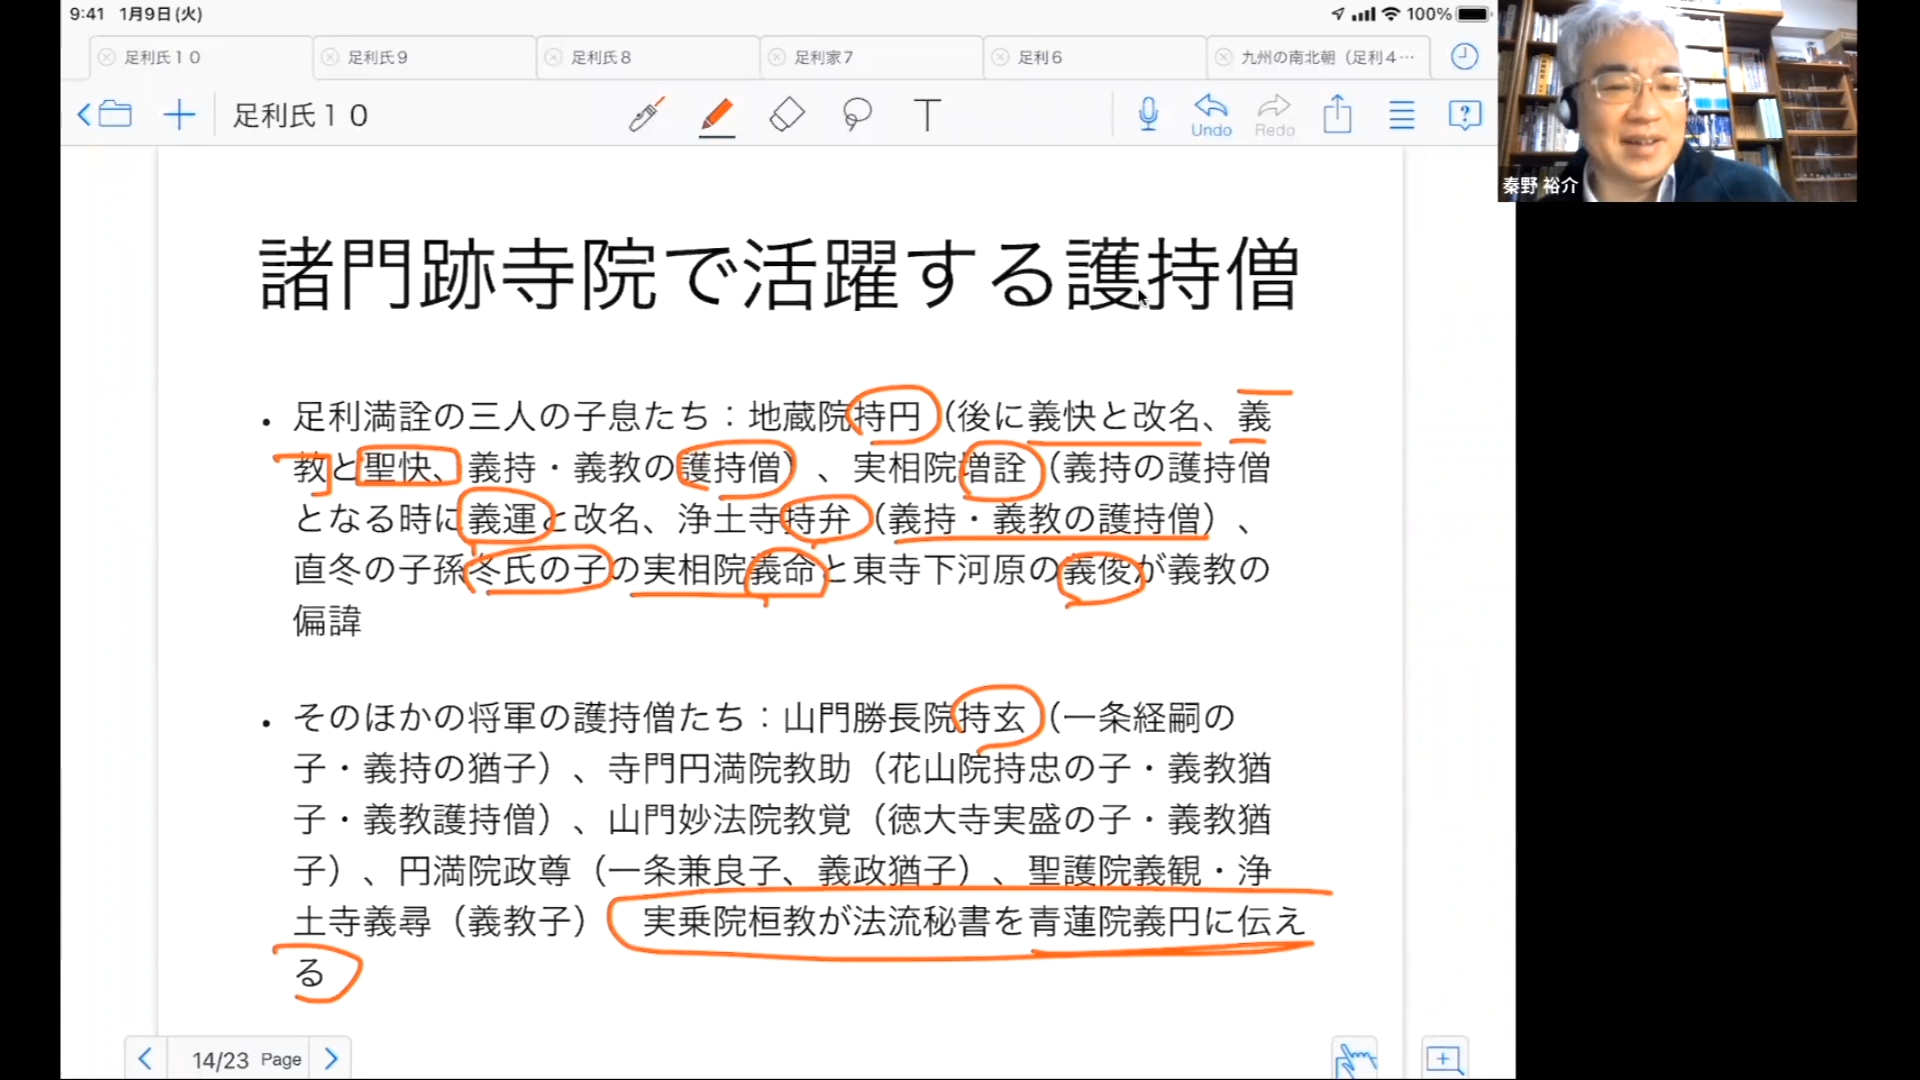 9:41 1月9日(火)
100%
足利氏１０
足利氏９
足利氏８
足利家７
足利６
九州の南北朝（足利４…
足利氏１０
T
Undo
Redo
秦野 裕介
諸門跡寺院で活躍する護持僧
• 足利満詮の三人の子息たち：地蔵院持円（後に義快と改名、義
教と聖快、義持・義教の護持僧）、実相院増詮（義持の護持僧
となる時に義運と改名、浄土寺持弁（義持・義教の護持僧）、
直冬の子孫冬氏の子の実相院義命と東寺下河原の義俊が義教の
偏諱
• そのほかの将軍の護持僧たち：山門勝長院持玄（一条経嗣の
子・義持の猶子）、寺門円満院教助（花山院持忠の子・義教猶
子・義教護持僧）、山門妙法院教覚（徳大寺実盛の子・義教猶
子）、円満院政尊（一条兼良子、義政猶子）、聖護院義観・浄
土寺義尋（義教子） 実乗院桓教が法流秘書を青蓮院義円に伝え
る
14/23 Page